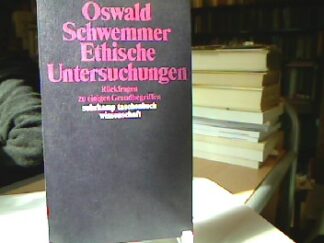 Oswald
Schwemmer
Ethische
Untersuchungen
Rückfragen
zu einigen Grundbegriffen
suhrkamp taschenbuch
wissenschaft